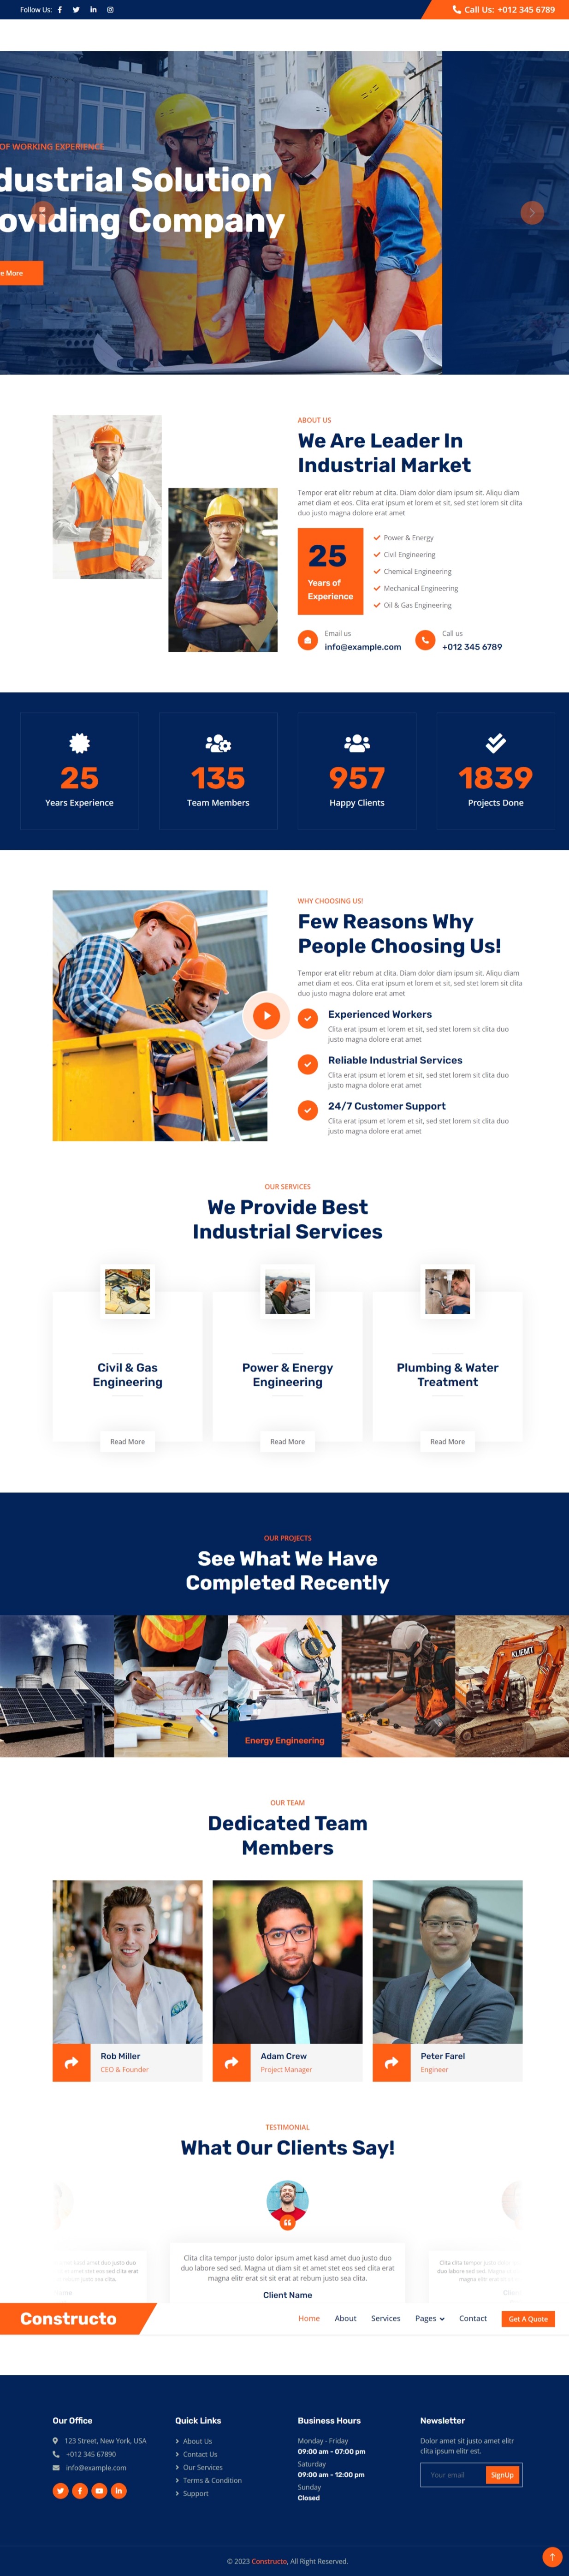 Follow Us:
Call Us: +012 345 6789
OF WORKING EXPERIENCE
dustrial Solution
oviding Company
e More
ABOUT US
We Are Leader In
Industrial Market
Tempor erat elitr rebum at clita. Diam dolor diam ipsum sit. Aliqu diam
amet diam et eos. Clita erat ipsum et lorem et sit, sed stet lorem sit clita
duo justo magna dolore erat amet
25
Years of
Experience
Power & Energy
Civil Engineering
Chemical Engineering
Mechanical Engineering
Oil & Gas Engineering
Email us
info@example.com
Call us
+012 345 6789
25
Years Experience
135
Team Members
957
Happy Clients
1839
Projects Done
WHY CHOOSING US!
Few Reasons Why
People Choosing Us!
Tempor erat elitr rebum at clita. Diam dolor diam ipsum sit. Aliqu diam
amet diam et eos. Clita erat ipsum et lorem et sit, sed stet lorem sit clita
duo justo magna dolore erat amet
Experienced Workers
Clita erat ipsum et lorem et sit, sed stet lorem sit clita duo
justo magna dolore erat amet
Reliable Industrial Services
Clita erat ipsum et lorem et sit, sed stet lorem sit clita duo
justo magna dolore erat amet
24/7 Customer Support
Clita erat ipsum et lorem et sit, sed stet lorem sit clita duo
justo magna dolore erat amet
OUR SERVICES
We Provide Best
Industrial Services
Civil & Gas
Engineering
Read More
Power & Energy
Engineering
Read More
Plumbing & Water
Treatment
Read More
OUR PROJECTS
See What We Have
Completed Recently
Energy Engineering
KLIEMT
OUR TEAM
Dedicated Team
Members
Rob Miller
CEO & Founder
Adam Crew
Project Manager
Peter Farel
Engineer
TESTIMONIAL
What Our Clients Say!
Clita clita tempor justo dolor ipsum amet kasd amet duo justo duo
duo labore sed sed. Magna ut diam sit et amet stet eos sed clita erat
magna elitr erat sit sit erat at rebum justo sea clita.
Client Name
Constructo
Home
About
Services
Pages
Contact
Get A Quote
Our Office
123 Street, New York, USA
+012 345 67890
info@example.com
Quick Links
About Us
Contact Us
Our Services
Terms & Condition
Support
Business Hours
Monday - Friday
09:00 am - 07:00 pm
Saturday
09:00 am - 12:00 pm
Sunday
Closed
Newsletter
Dolor amet sit justo amet elitr
clita ipsum elitr est.
Your email
SignUp
© 2023 Constructo, All Right Reserved.